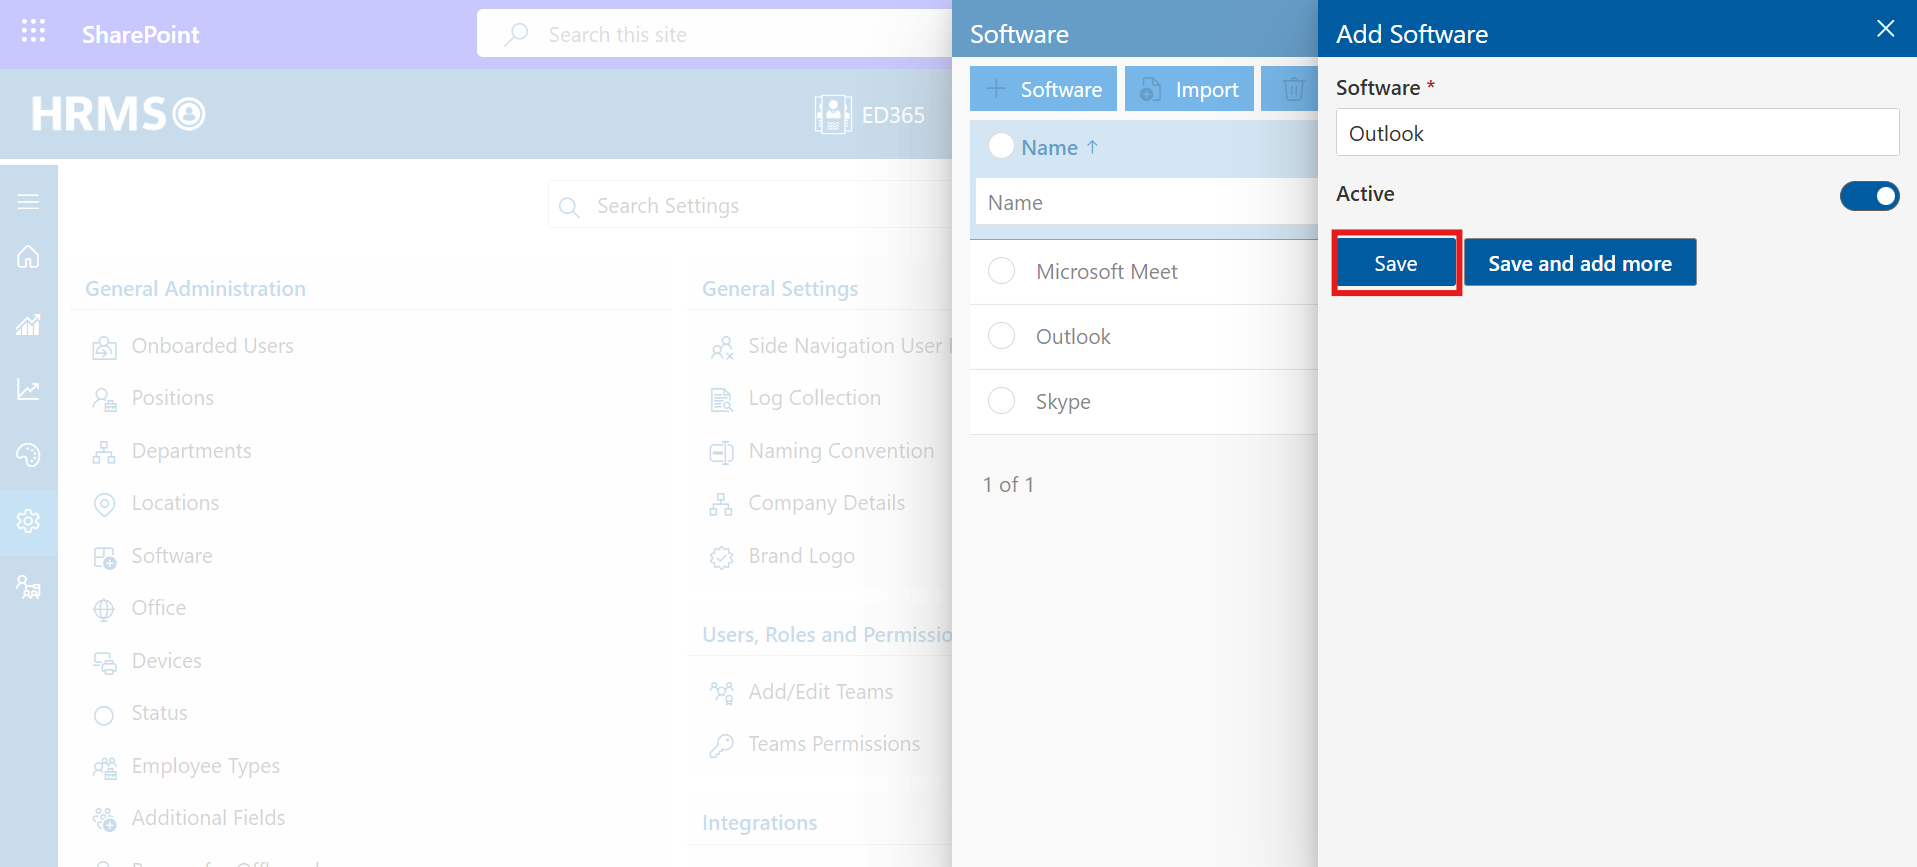 SharePoint
Search this site
HRMS
ED365
Search Settings
General Administration
Onboarded Users
Positions
Departments
Locations
Software
Office
Devices
Status
Employee Types
Additional Fields
General Settings
Side Navigation User
Log Collection
Naming Convention
Company Details
Brand Logo
Users, Roles and Permissio
Add/Edit Teams
Teams Permissions
Integrations
Software
Software
Import
Name ↑
Name
Microsoft Meet
Outlook
Skype
1 of 1
Add Software
Software *
Outlook
Active
Save
Save and add more